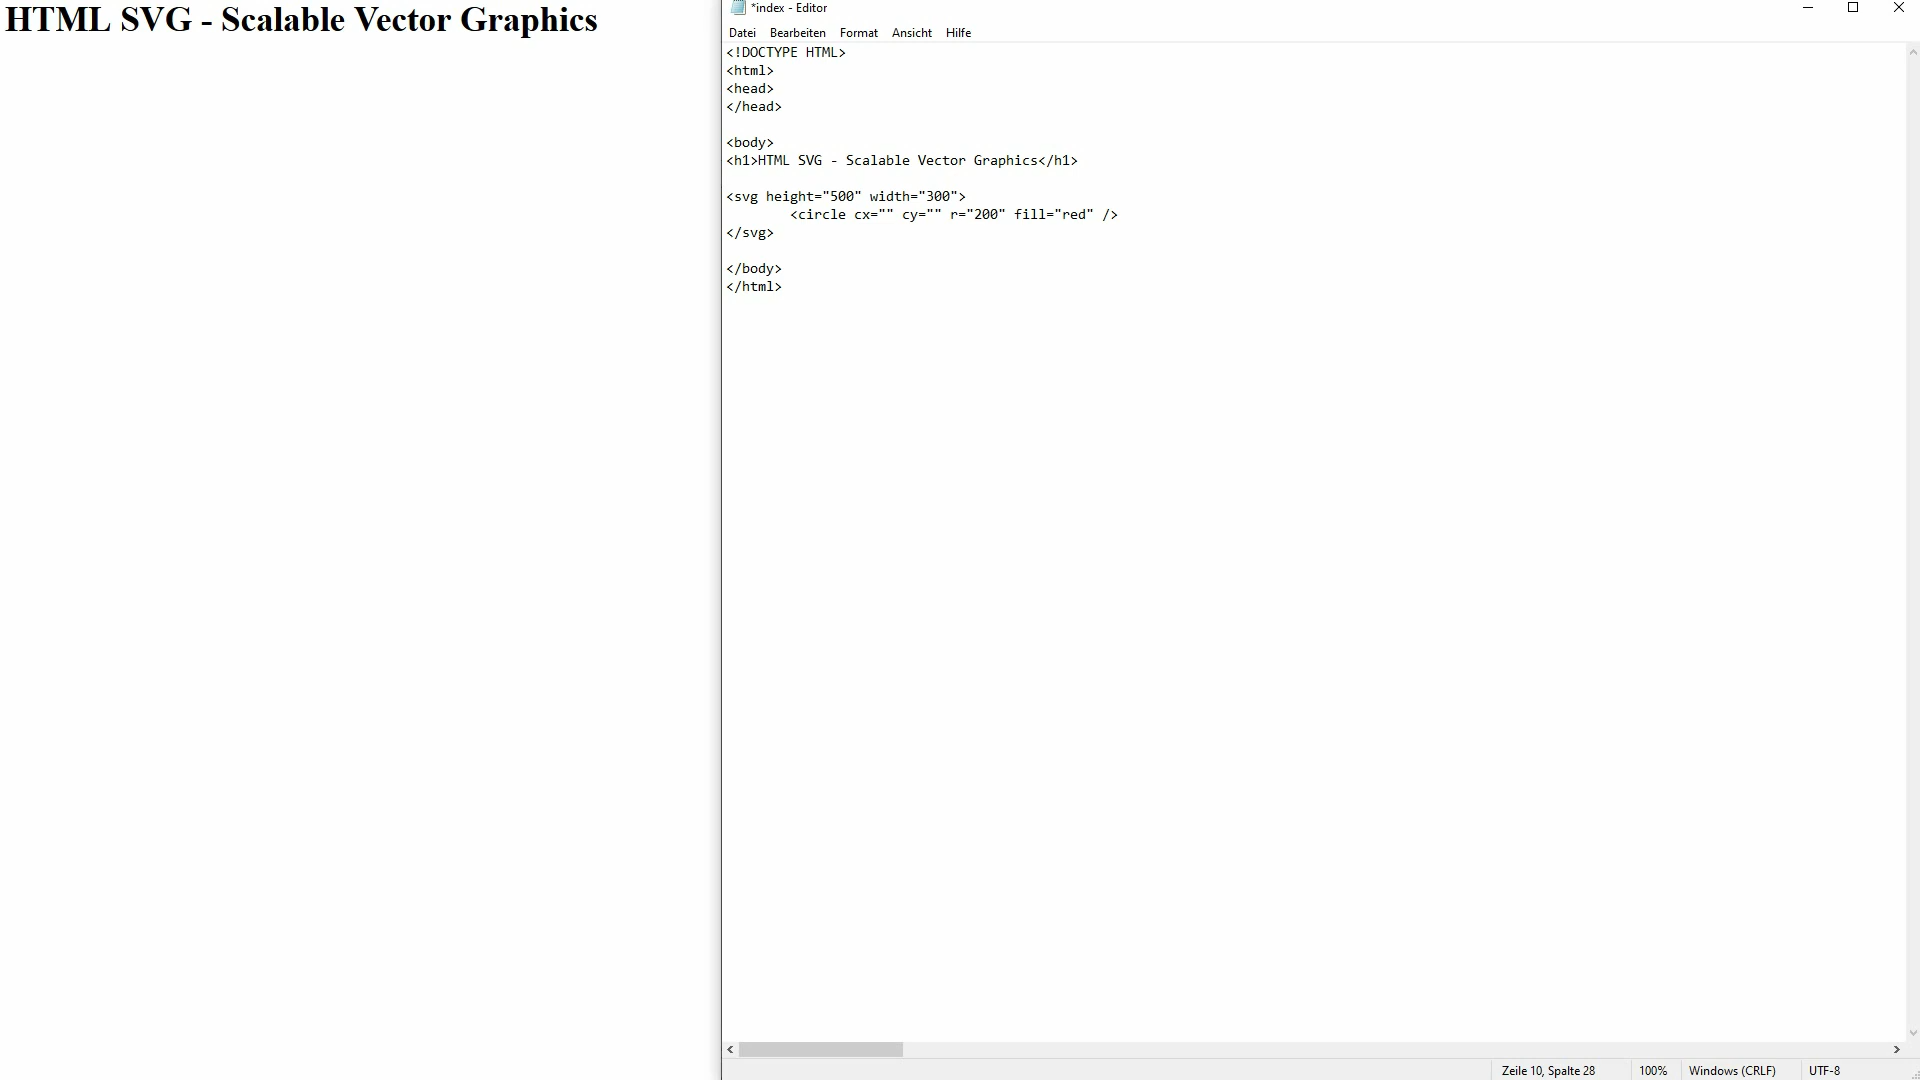 HTML SVG - Scalable Vector Graphics
*index - Editor
Datei Bearbeiten Format Ansicht Hilfe
<!DOCTYPE HTML>
<html>
<head>
</head>
<body>
<h1>HTML SVG - Scalable Vector Graphics</h1>
<svg height="500" width="300">
<circle cx="" cy="" r="200" fill="red" />
</svg>
</body>
</html>
Zeile 10, Spalte 28 100% Windows (CRLF) UTF-8